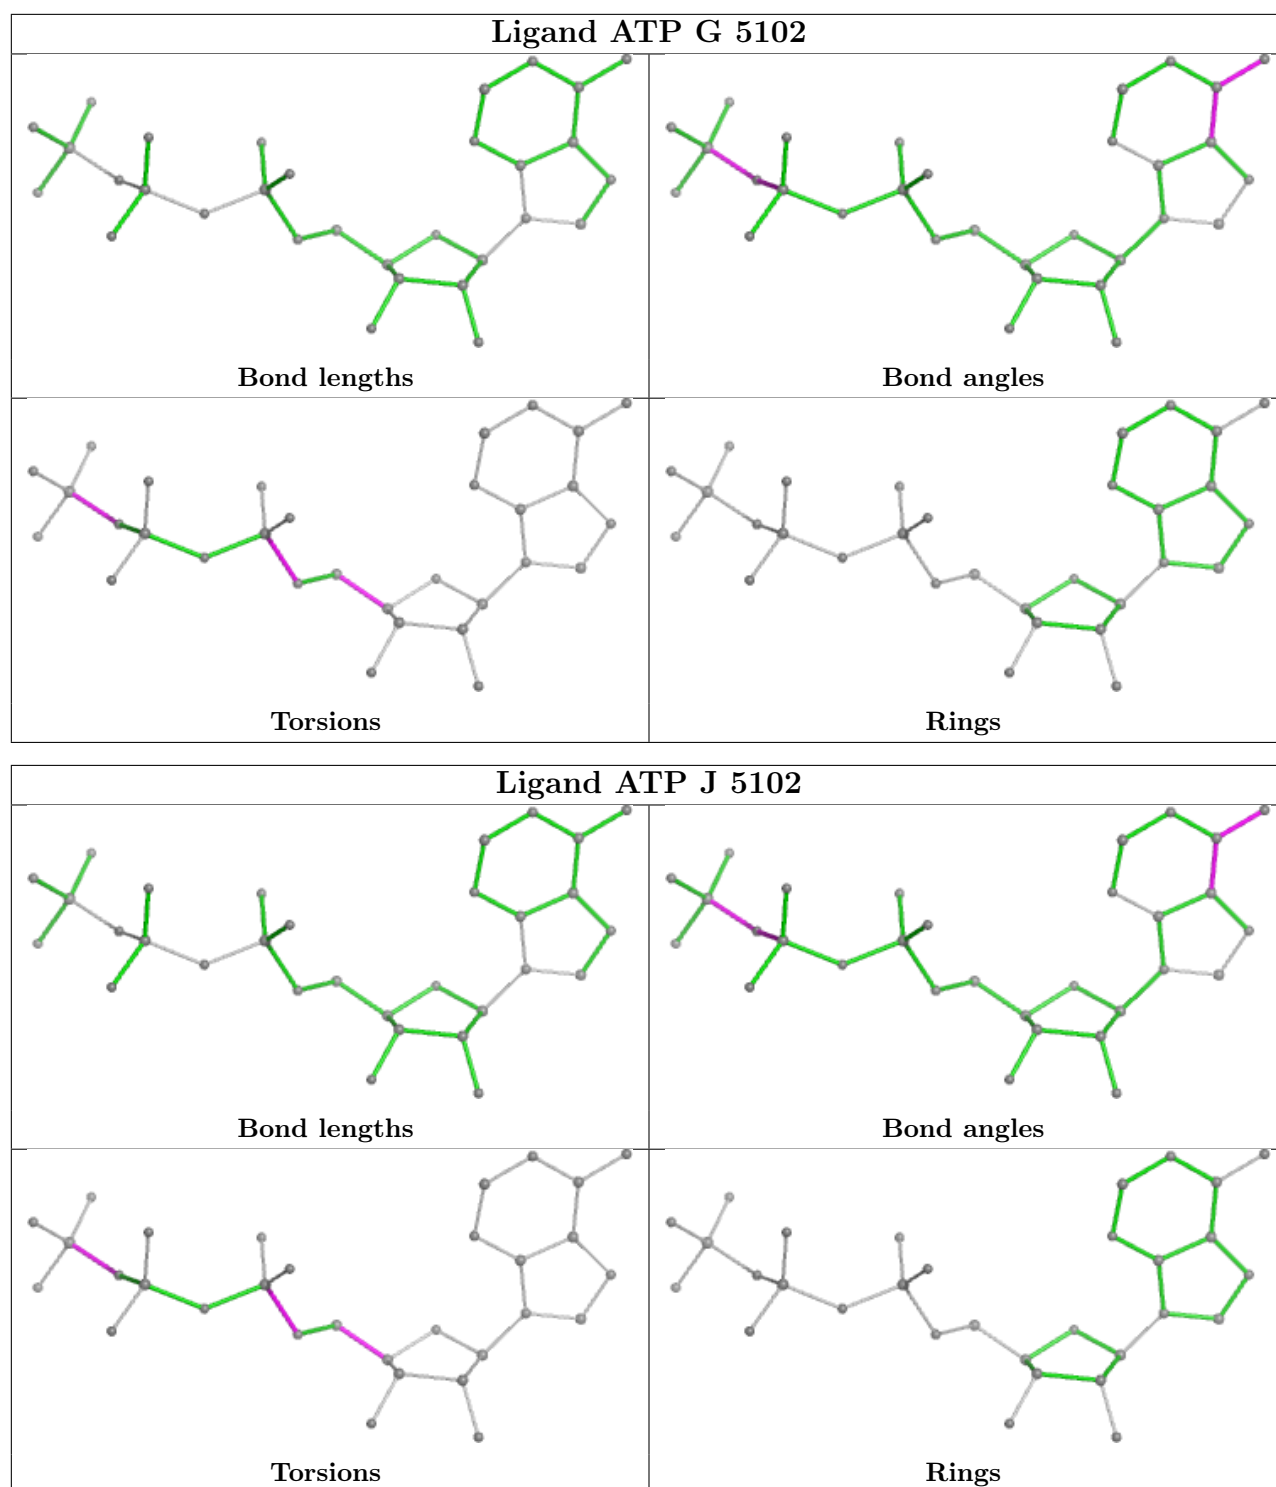 Ligand ATP G 5102
Bond lengths
Bond angles
Torsions
Rings
Ligand ATP J 5102
Bond lengths
Bond angles
Torsions
Rings